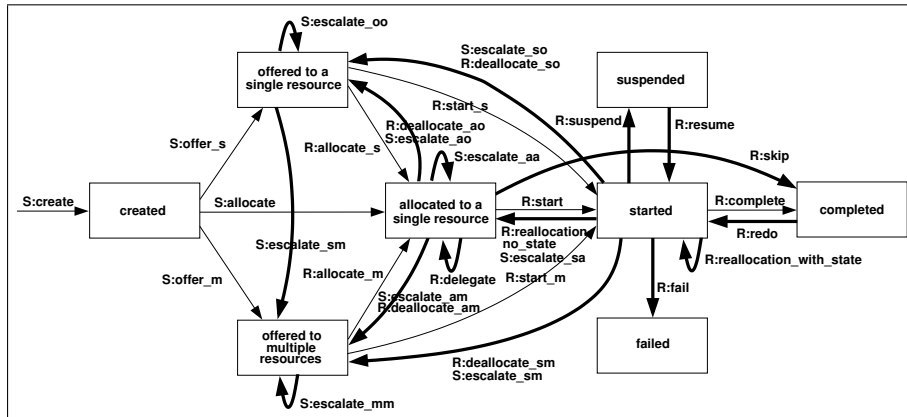 S:escalate_oo
offered to a
single resource
S:escalate_so
R:deallocate_so
suspended
R:start_s
R:suspend
R:resume
S:offer_s
R:allocate_s
R:deallocate_ao
S:escalate_ao
S:escalate_aa
R:skip
S:create
created
S:allocate
allocated to a
single resource
R:start
started
R:complete
completed
R:reallocation
no_state
S:escalate_sa
R:redo
R:reallocation_with_state
S:escalate_sm
S:offer_m
R:allocate_m
R:delegate
R:start_m
R:fail
S:escalate_am
R:deallocate_am
offered to
multiple
resources
failed
R:deallocate_sm
S:escalate_sm
S:escalate_mm